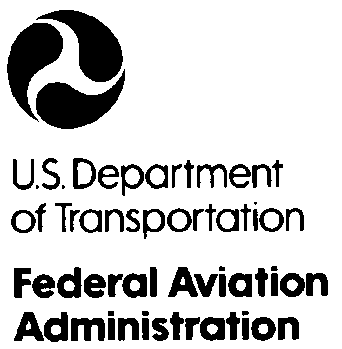 U.S. Department
of Transportation
Federal Aviation
Administration